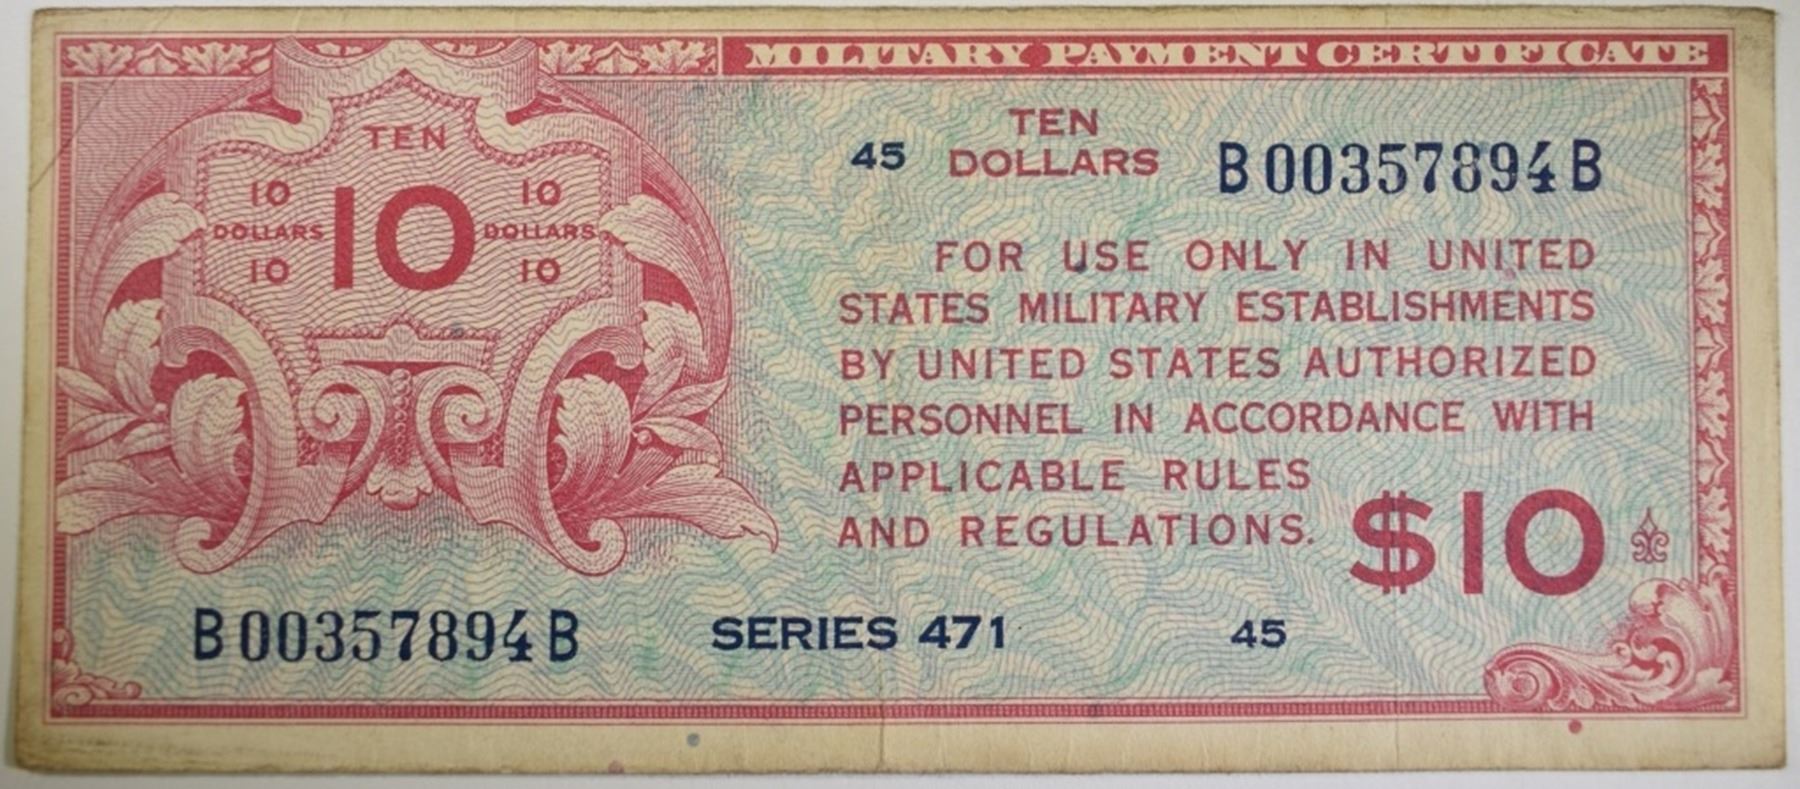 MILITARY PAYMENT CERTIFICATE
TEN
10 10
DOLLARS 10 DOLLARS
10 10
TEN
45 DOLLARS B00357894B
FOR USE ONLY IN UNITED
STATES MILITARY ESTABLISHMENTS
BY UNITED STATES AUTHORIZED
PERSONNEL IN ACCORDANCE WITH
APPLICABLE RULES
AND REGULATIONS.
$10
B00357894B SERIES 471 45